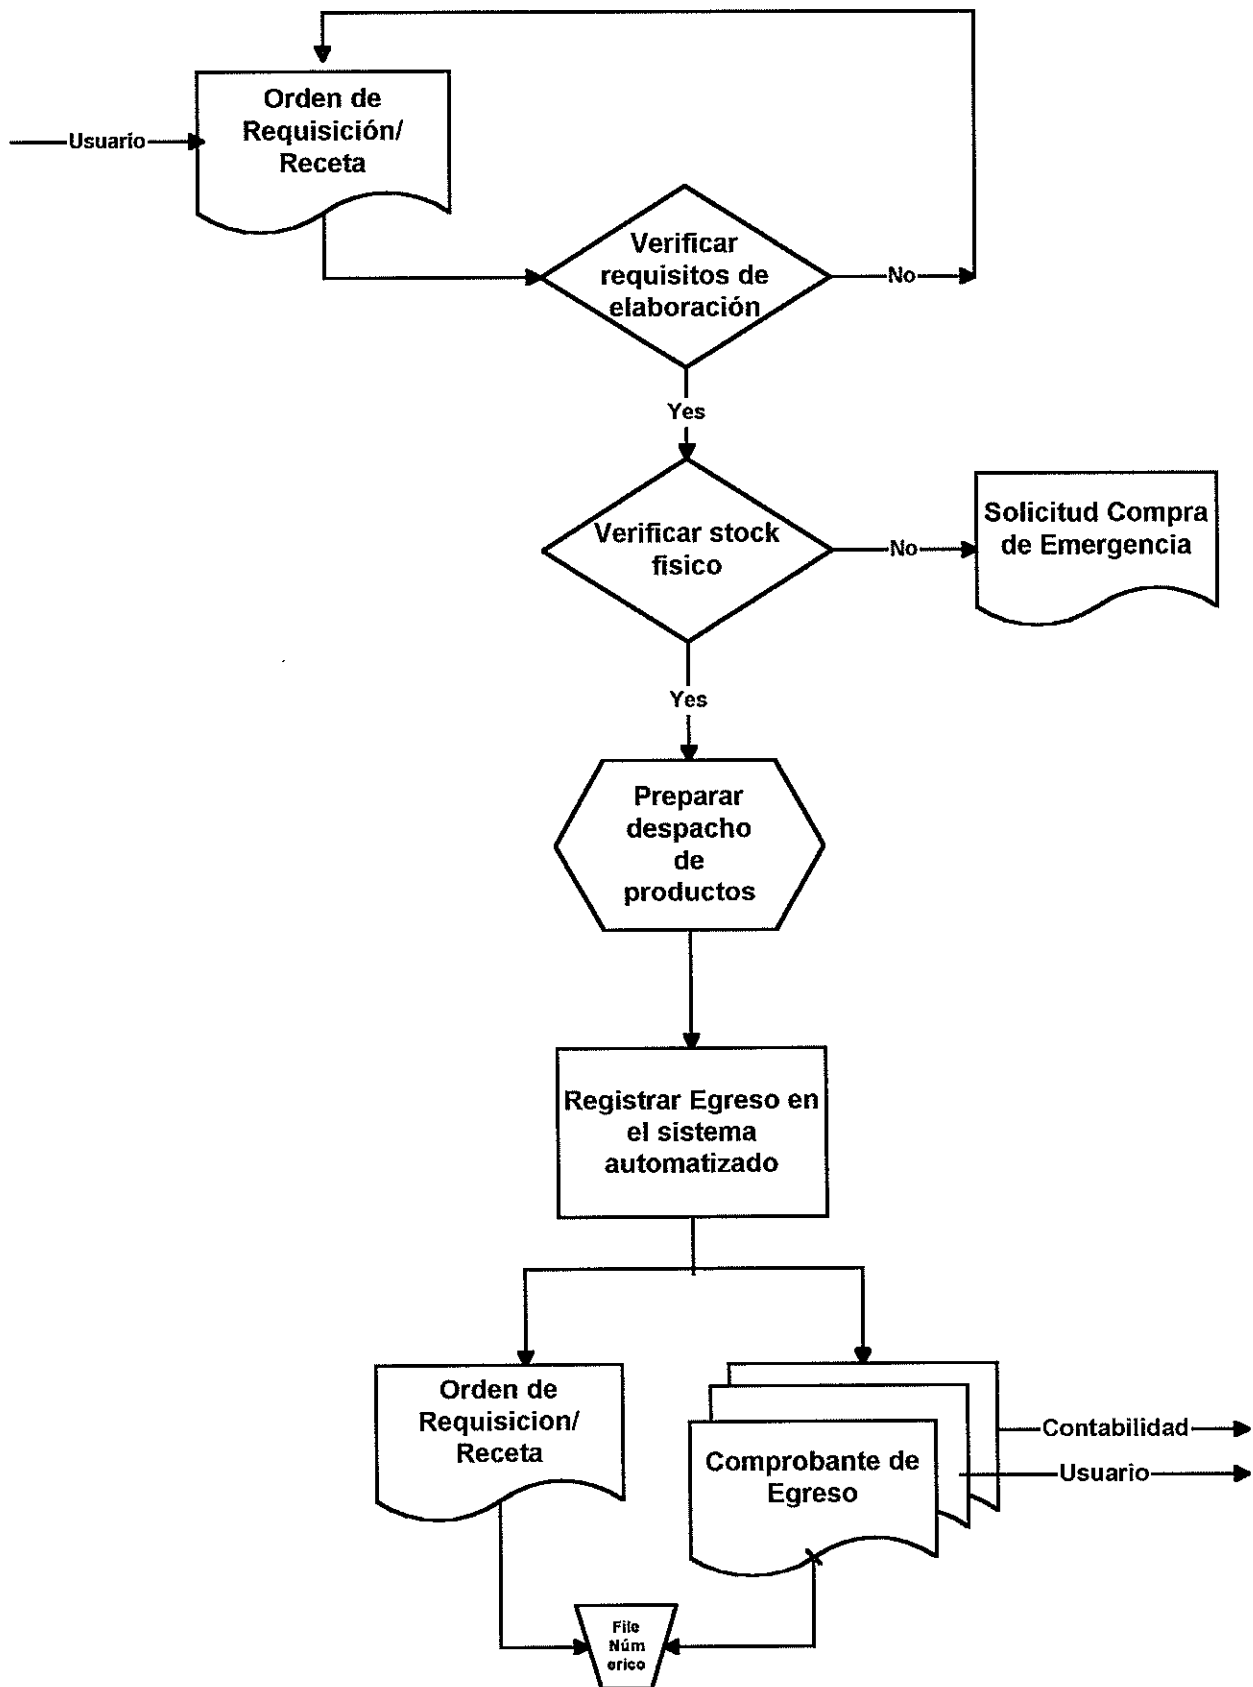 Orden de
Requisición/
Receta
Usuario
Verificar
requisitos de
elaboración
No
Yes
Verificar stock
fisico
No
Solicitud Compra
de Emergencia
Yes
Preparar
despacho
de
productos
Registrar Egreso en
el sistema
automatizado
Orden de
Requisicion/
Receta
Comprobante de
Egreso
Contabilidad
Usuario
File
Núm
erico